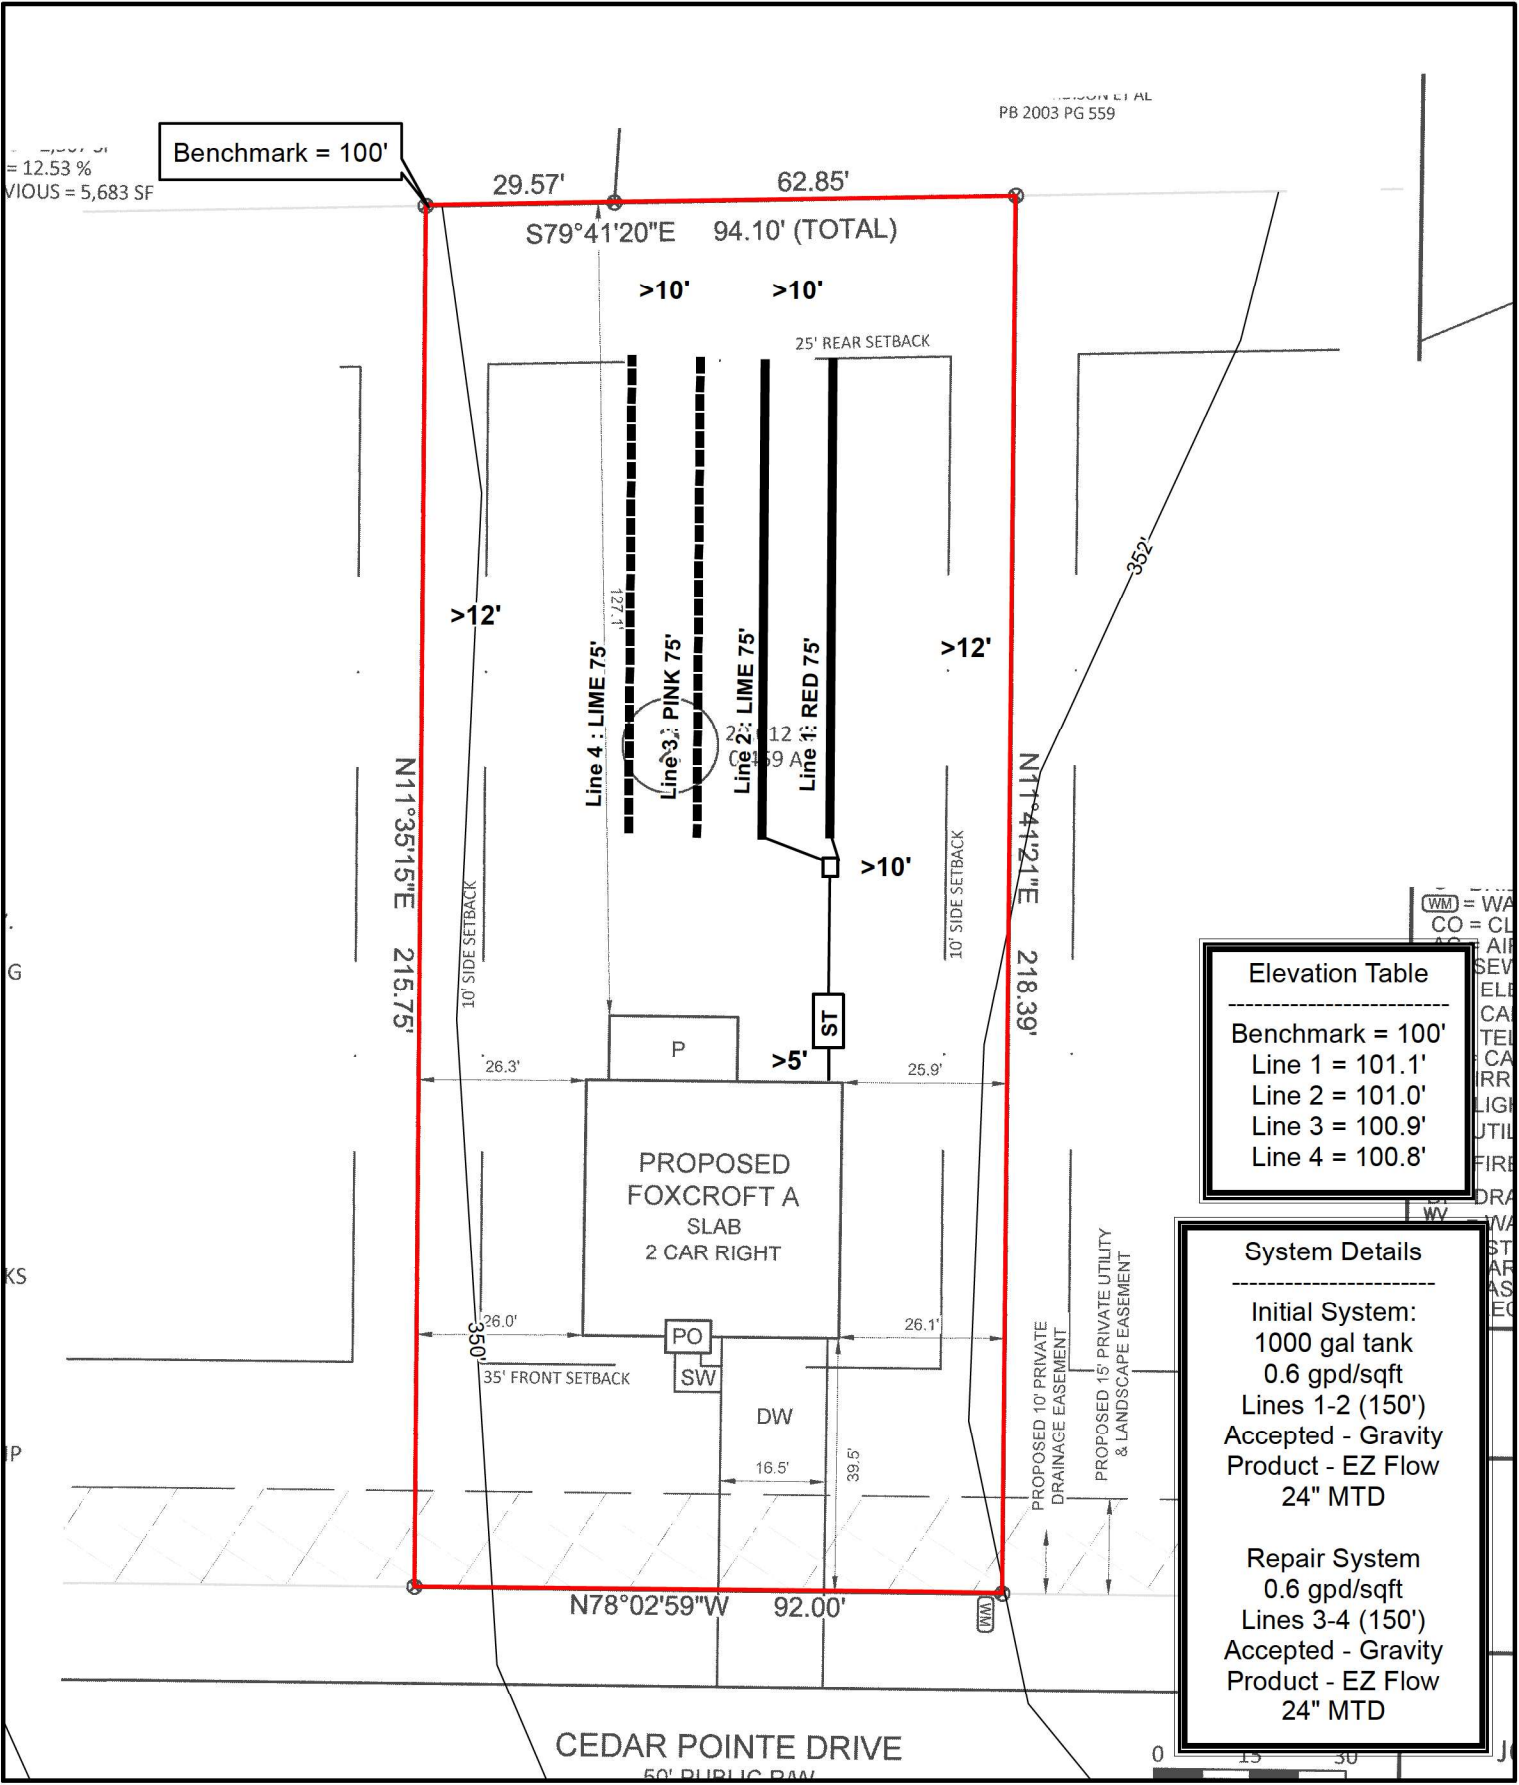 PB 2003 PG 559
Benchmark = 100'
= 12.53 %
VIOUS = 5,683 SF
29.57'
62.85'
S79°41'20"E 94.10' (TOTAL)
>10'
>10'
25' REAR SETBACK
352'
127.1'
>12'
>12'
Line 4 : LIME 75'
Line 3 : PINK 75'
Line 2 : LIME 75'
Line 1: RED 75'
N11°35'15"E 215.75'
N11°41'21"E 218.39'
>10'
10' SIDE SETBACK
10' SIDE SETBACK
G
ST
P
>5'
26.3'
25.9'
PROPOSED
FOXCROFT A
SLAB
2 CAR RIGHT
KS
26.0'
26.1'
350'
PO
SW
35' FRONT SETBACK
DW
16.5'
39.5'
IP
PROPOSED 10' PRIVATE
DRAINAGE EASEMENT
PROPOSED 15' PRIVATE UTILITY
& LANDSCAPE EASEMENT
N78°02'59"W 92.00'
WM
CEDAR POINTE DRIVE
50' PUBLIC R/W
WM = WA
CO = CL
Elevation Table
Benchmark = 100'
Line 1 = 101.1'
Line 2 = 101.0'
Line 3 = 100.9'
Line 4 = 100.8'
System Details
Initial System:
1000 gal tank
0.6 gpd/sqft
Lines 1-2 (150')
Accepted - Gravity
Product - EZ Flow
24" MTD
Repair System
0.6 gpd/sqft
Lines 3-4 (150')
Accepted - Gravity
Product - EZ Flow
24" MTD
0 15 30